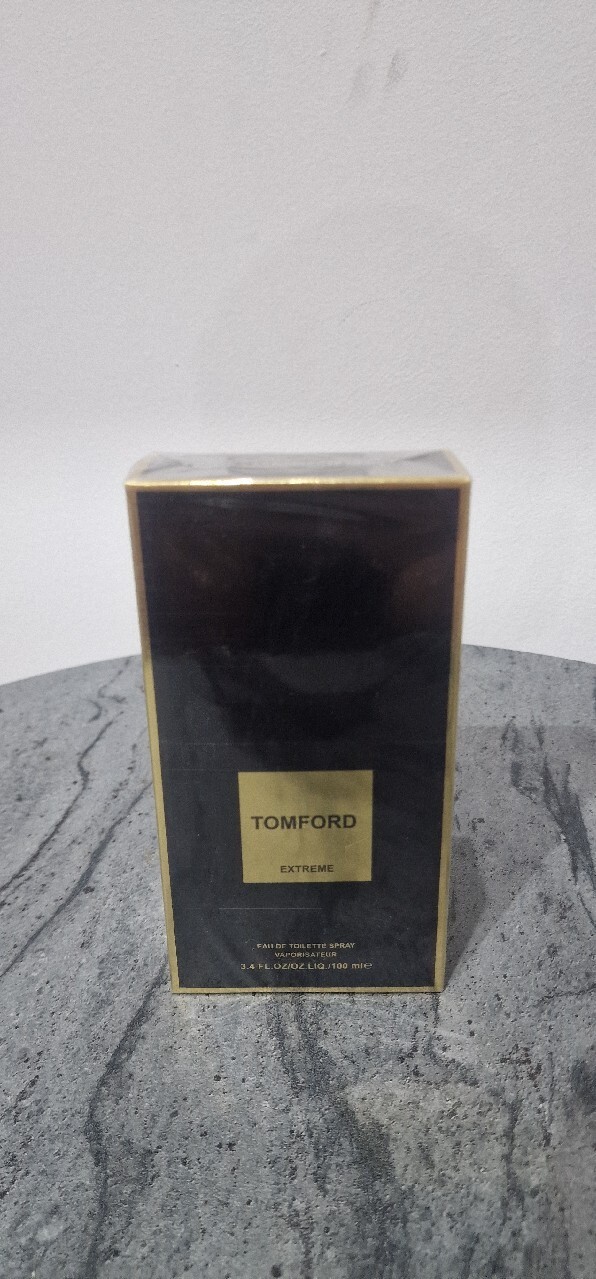 TOMFORD
EXTREME
EAU DE TOILETTE SPRAY
VAPORISATEUR
3.4 FL.OZ/OZ.LIQ./100 ml℮